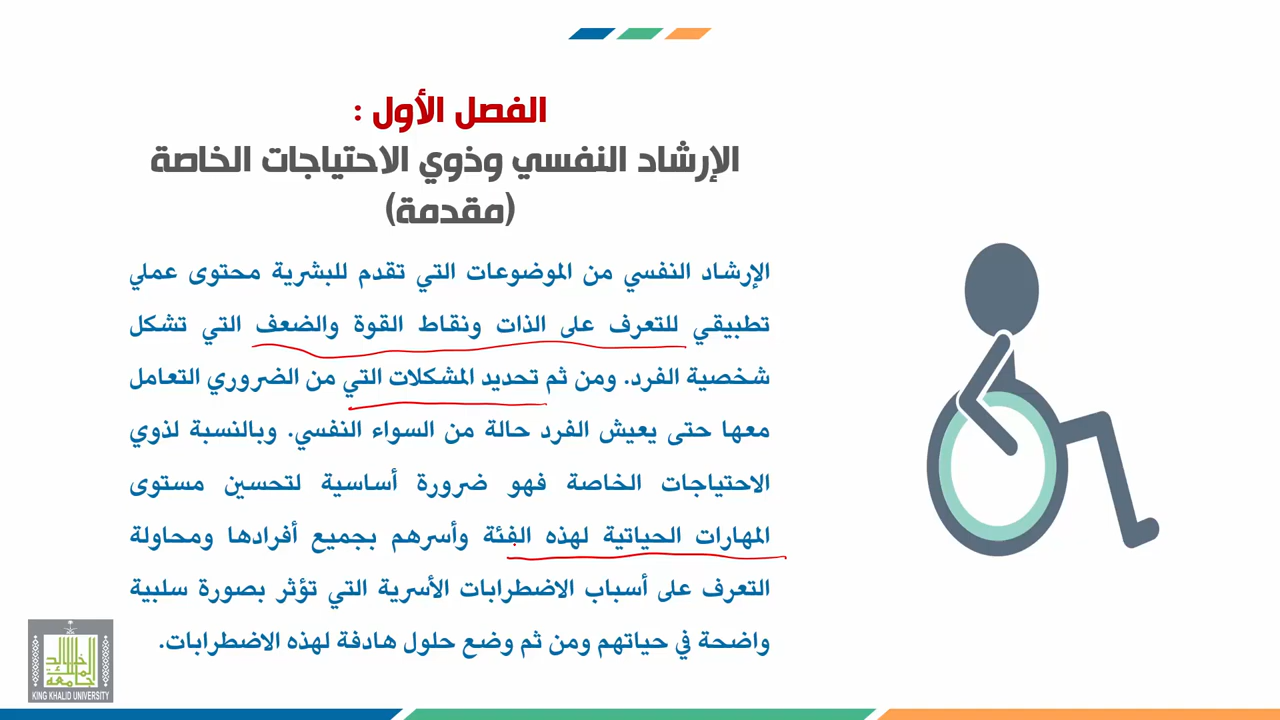 الفصل الأول :
الإرشاد النفسي وذوي الاحتياجات الخاصة
(مقدمة)
الإرشاد النفسي من الموضوعات التي تقدم للبشرية محتوى عملي
تطبيقي للتعرف على الذات ونقاط القوة والضعف التي تشكل
شخصية الفرد. ومن ثم تحديد المشكلات التي من الضروري التعامل
معها حتى يعيش الفرد حالة من السواء النفسي. وبالنسبة لذوي
الاحتياجات الخاصة فهو ضرورة أساسية لتحسين مستوى
المهارات الحياتية لهذه الفئة وأسرهم بجميع أفرادها ومحاولة
التعرف على أسباب الاضطرابات الأسرية التي تؤثر بصورة سلبية
واضحة في حياتهم ومن ثم وضع حلول هادفة لهذه الاضطرابات.
جامعة الملك خالد
KING KHALID UNIVERSITY